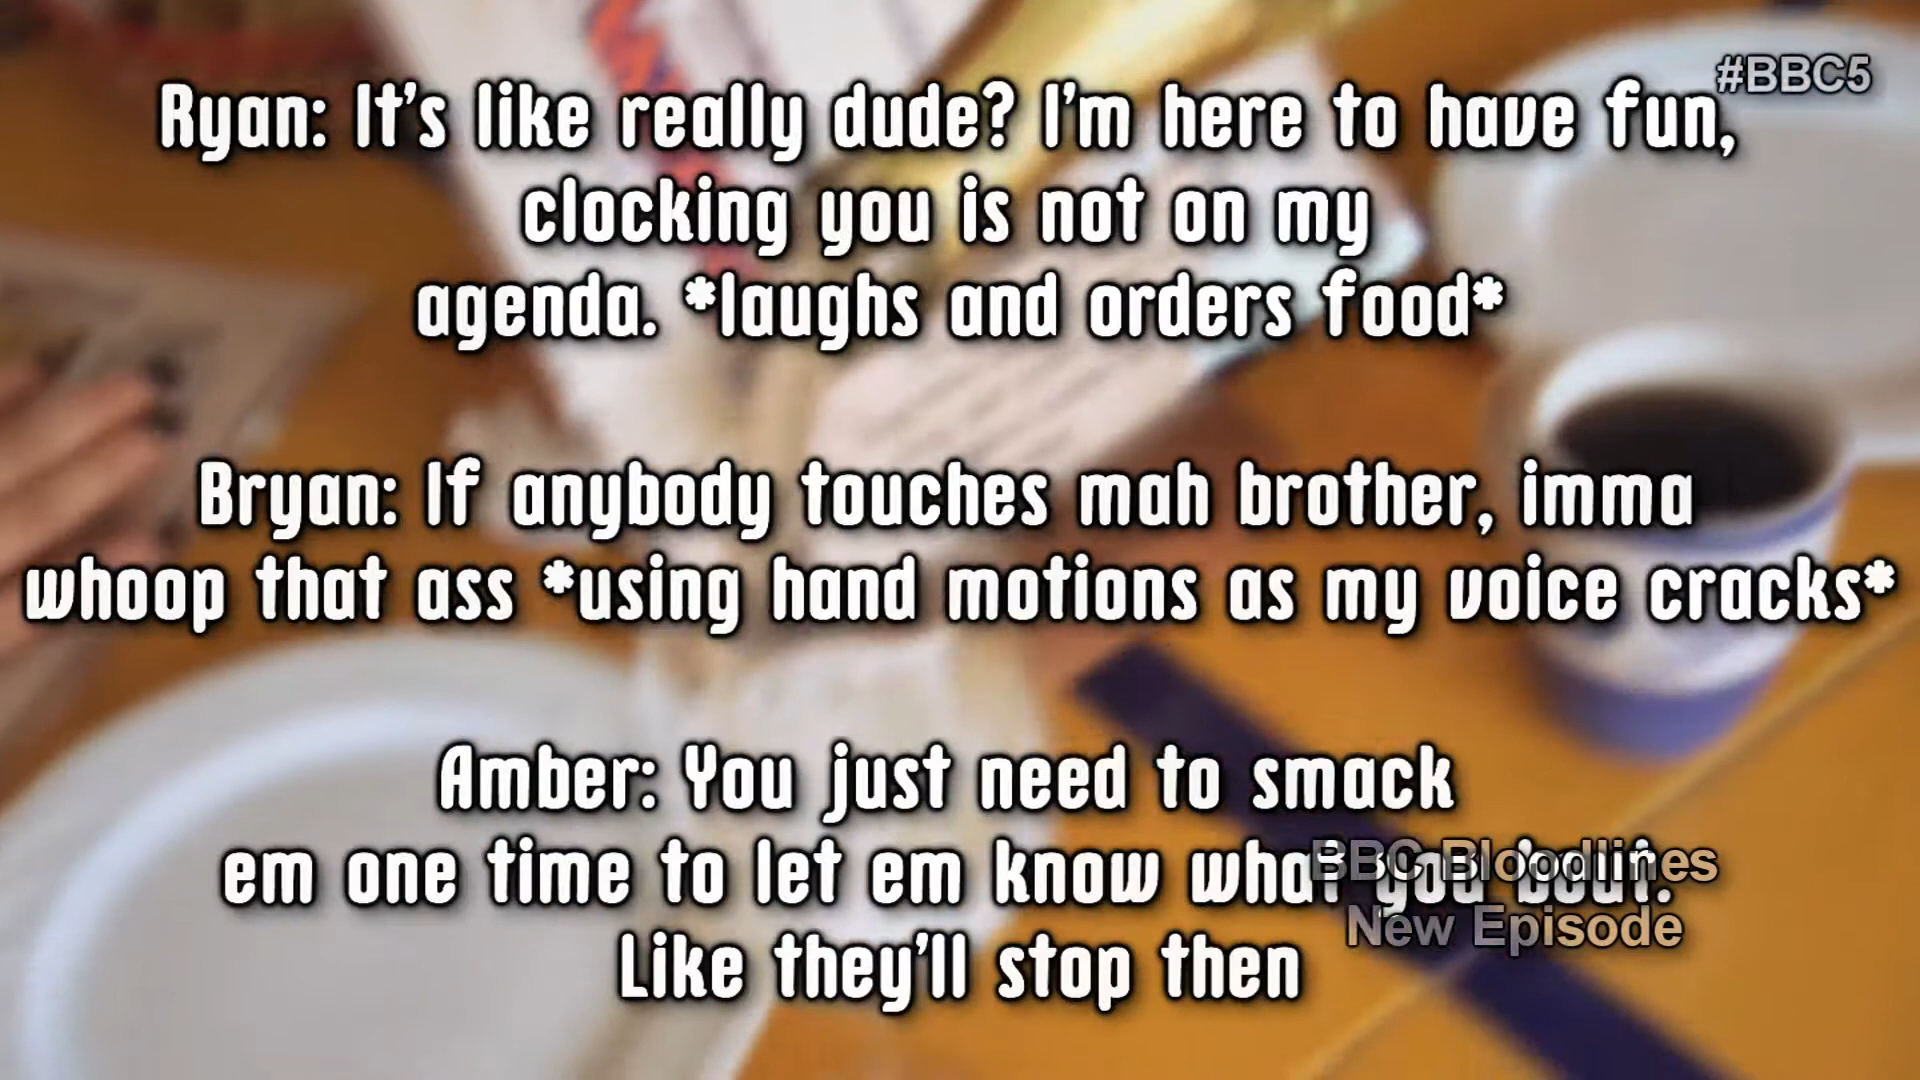 #BBC5
Ryan: It's like really dude? I'm here to have fun,
clocking you is not on my
agenda. *laughs and orders food*
Bryan: If anybody touches mah brother, imma
whoop that ass *using hand motions as my voice cracks*
Amber: You just need to smack
em one time to let em know what you bout.
Like they'll stop then
BBC Bloodlines
New Episode